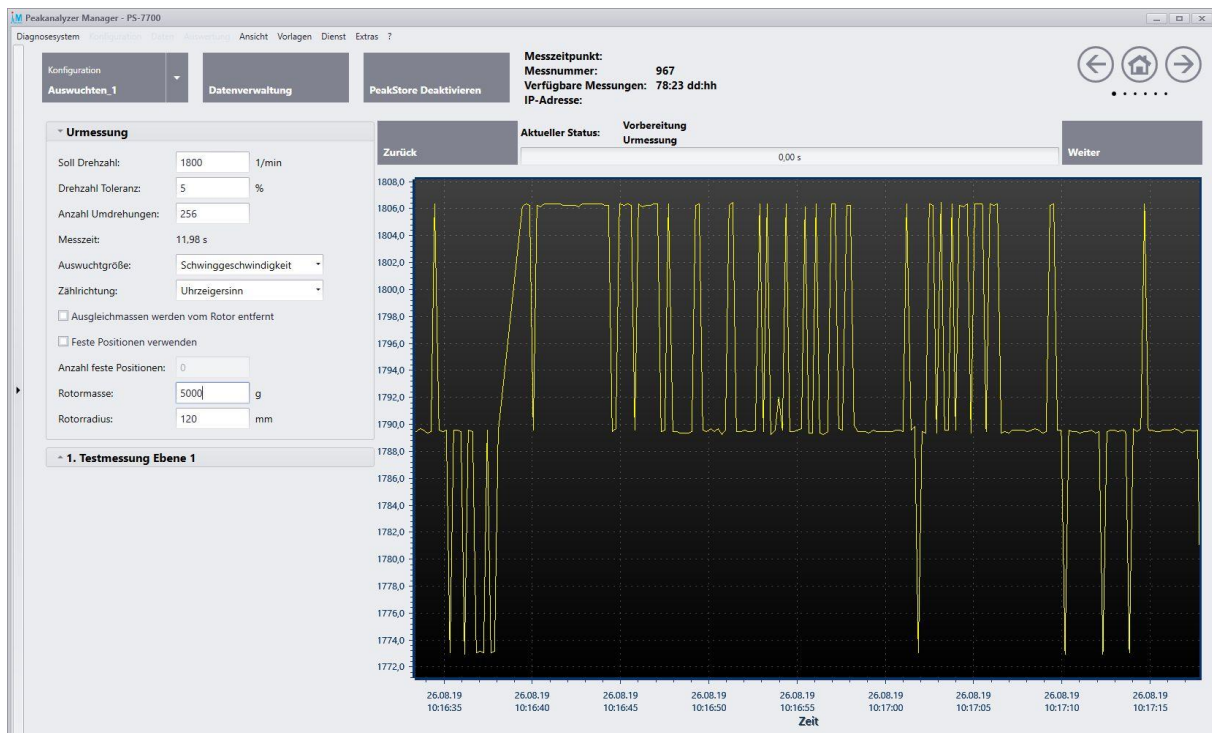 Peakanalyzer Manager - PS-7700
Diagnosesystem Konfiguration Daten Auswertung Ansicht Vorlagen Dienst Extras ?
Konfiguration
Auswuchten_1
Datenverwaltung
PeakStore Deaktivieren
Messzeitpunkt:
Messnummer: 967
Verfügbare Messungen: 78:23 dd:hh
IP-Adresse:
Urmessung
Soll Drehzahl: 1800 1/min
Drehzahl Toleranz: 5 %
Anzahl Umdrehungen: 256
Messzeit: 11,98 s
Auswuchtgröße: Schwinggeschwindigkeit
Zählrichtung: Uhrzeigersinn
Ausgleichmassen werden vom Rotor entfernt
Feste Positionen verwenden
Anzahl feste Positionen: 0
Rotormasse: 5000 g
Rotorradius: 120 mm
1. Testmessung Ebene 1
Zurück
Aktueller Status: Vorbereitung
Urmessung
0,00 s
Weiter
1808,0
1806,0
1804,0
1802,0
1800,0
1798,0
1796,0
1794,0
1792,0
1790,0
1788,0
1786,0
1784,0
1782,0
1780,0
1778,0
1776,0
1774,0
1772,0
26.08.19 26.08.19 26.08.19 26.08.19 26.08.19 26.08.19 26.08.19 26.08.19 26.08.19
10:16:35 10:16:40 10:16:45 10:16:50 10:16:55 10:17:00 10:17:05 10:17:10 10:17:15
Zeit